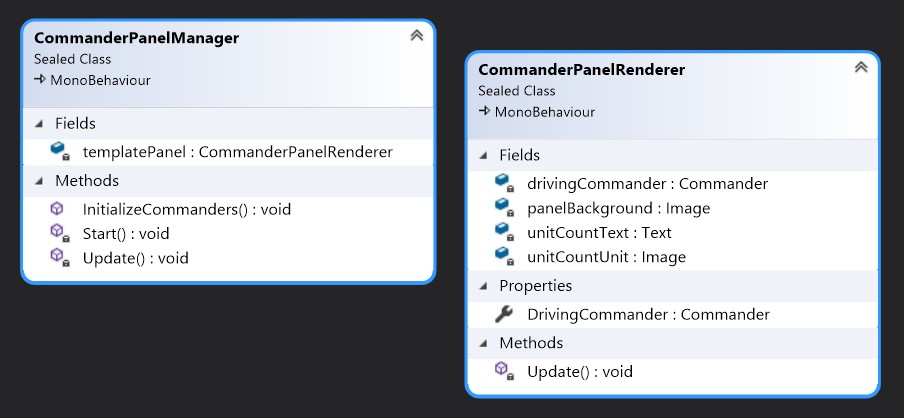 CommanderPanelManager
Sealed Class
MonoBehaviour
Fields
templatePanel : CommanderPanelRenderer
Methods
InitializeCommanders() : void
Start() : void
Update() : void
CommanderPanelRenderer
Sealed Class
MonoBehaviour
Fields
drivingCommander : Commander
panelBackground : Image
unitCountText : Text
unitCountUnit : Image
Properties
DrivingCommander : Commander
Methods
Update() : void